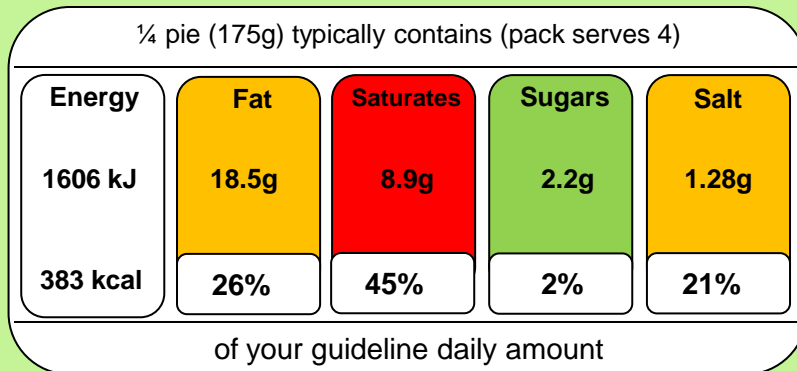 ¼ pie (175g) typically contains (pack serves 4)
Energy Fat Saturates Sugars Salt
1606 kJ 18.5g 8.9g 2.2g 1.28g
383 kcal 26% 45% 2% 21%
of your guideline daily amount